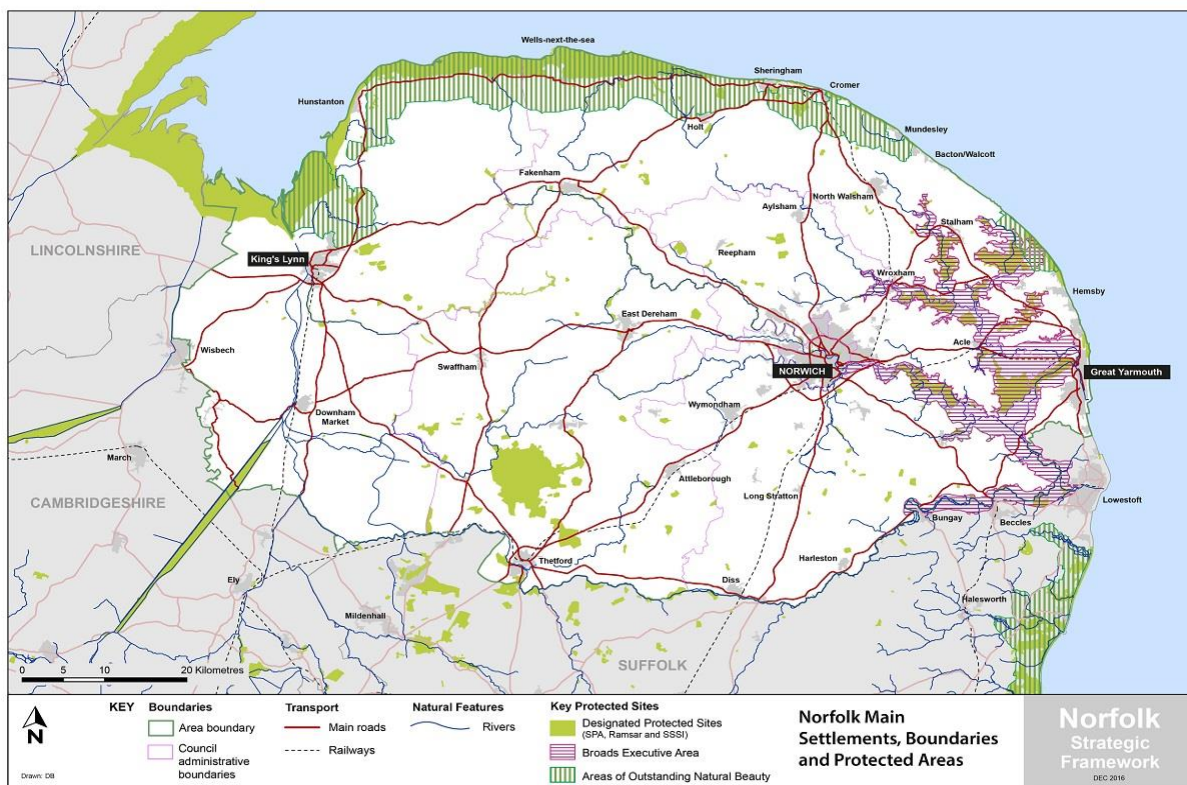 Wells-next-the-sea
Sheringham
Cromer
Hunstanton
Holt
Mundesley
Bacton/Walcott
Fakenham
North Walsham
Aylsham
Stalham
LINCOLNSHIRE
King's Lynn
Reepham
Wroxham
Hemsby
East Dereham
Wisbech
Acle
Swaffham
NORWICH
Great Yarmouth
Wymondham
Downham
Market
March
Attleborough
Long Stratton
CAMBRIDGESHIRE
Lowestoft
Bungay
Beccles
Thetford
Harleston
Ely
Diss
Mildenhall
Halesworth
SUFFOLK
0 5 10 20 Kilometres
N
Drawn: DB
KEY
Boundaries
Area boundary
Council
administrative
boundaries
Transport
Main roads
Railways
Natural Features
Rivers
Key Protected Sites
Designated Protected Sites
(SPA, Ramsar and SSSI)
Broads Executive Area
Areas of Outstanding Natural Beauty
Norfolk Main
Settlements, Boundaries
and Protected Areas
Norfolk
Strategic
Framework
DEC 2016